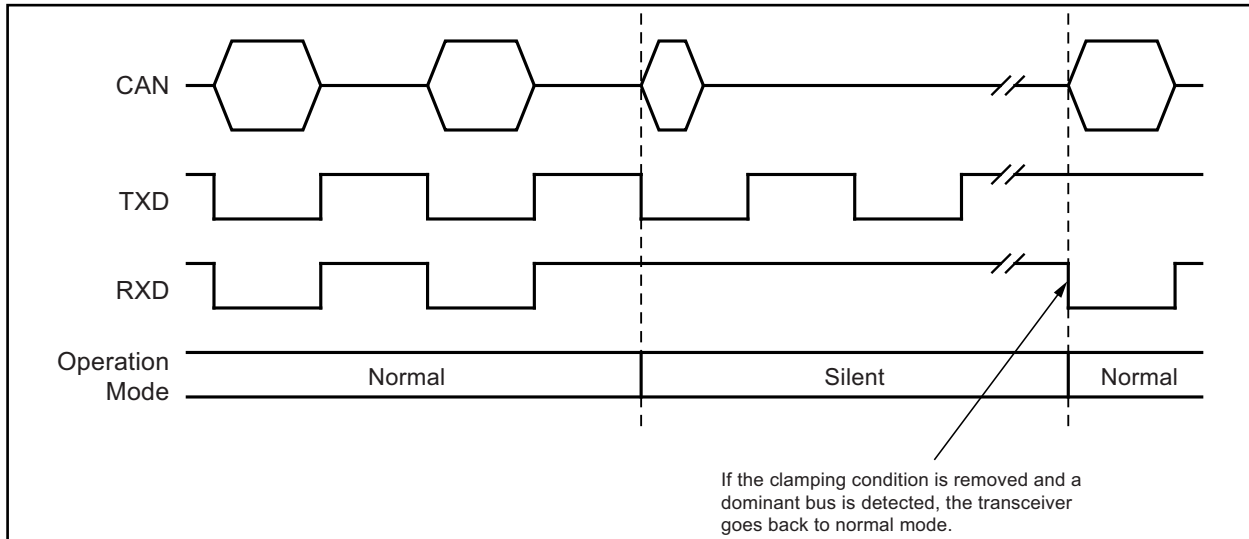 CAN
TXD
RXD
Operation
Mode
Normal
Silent
Normal
If the clamping condition is removed and a
dominant bus is detected, the transceiver
goes back to normal mode.